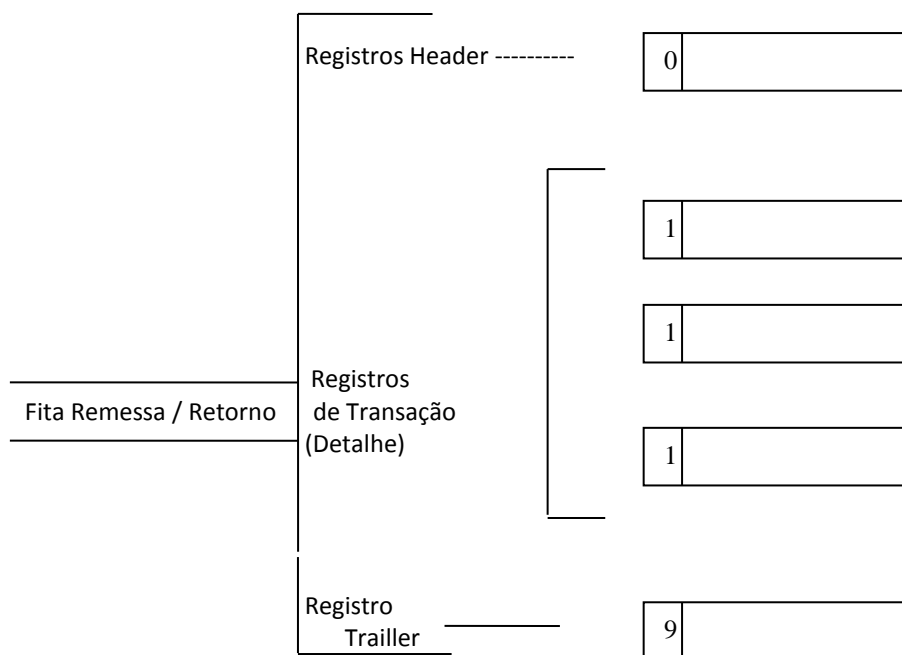 Registros Header ----------
0
1
1
Registros
Fita Remessa / Retorno
de Transação
(Detalhe)
1
Registro
Trailler
9